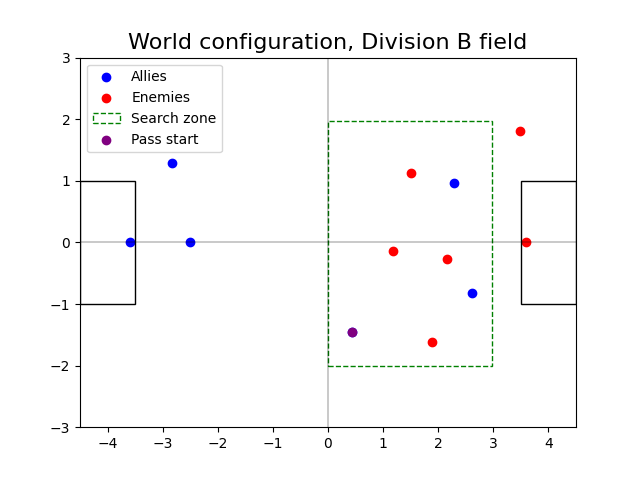 World configuration, Division B field
3
2
1
0
−1
−2
−3
Allies
Enemies
Search zone
Pass start
−4 −3 −2 −1 0 1 2 3 4